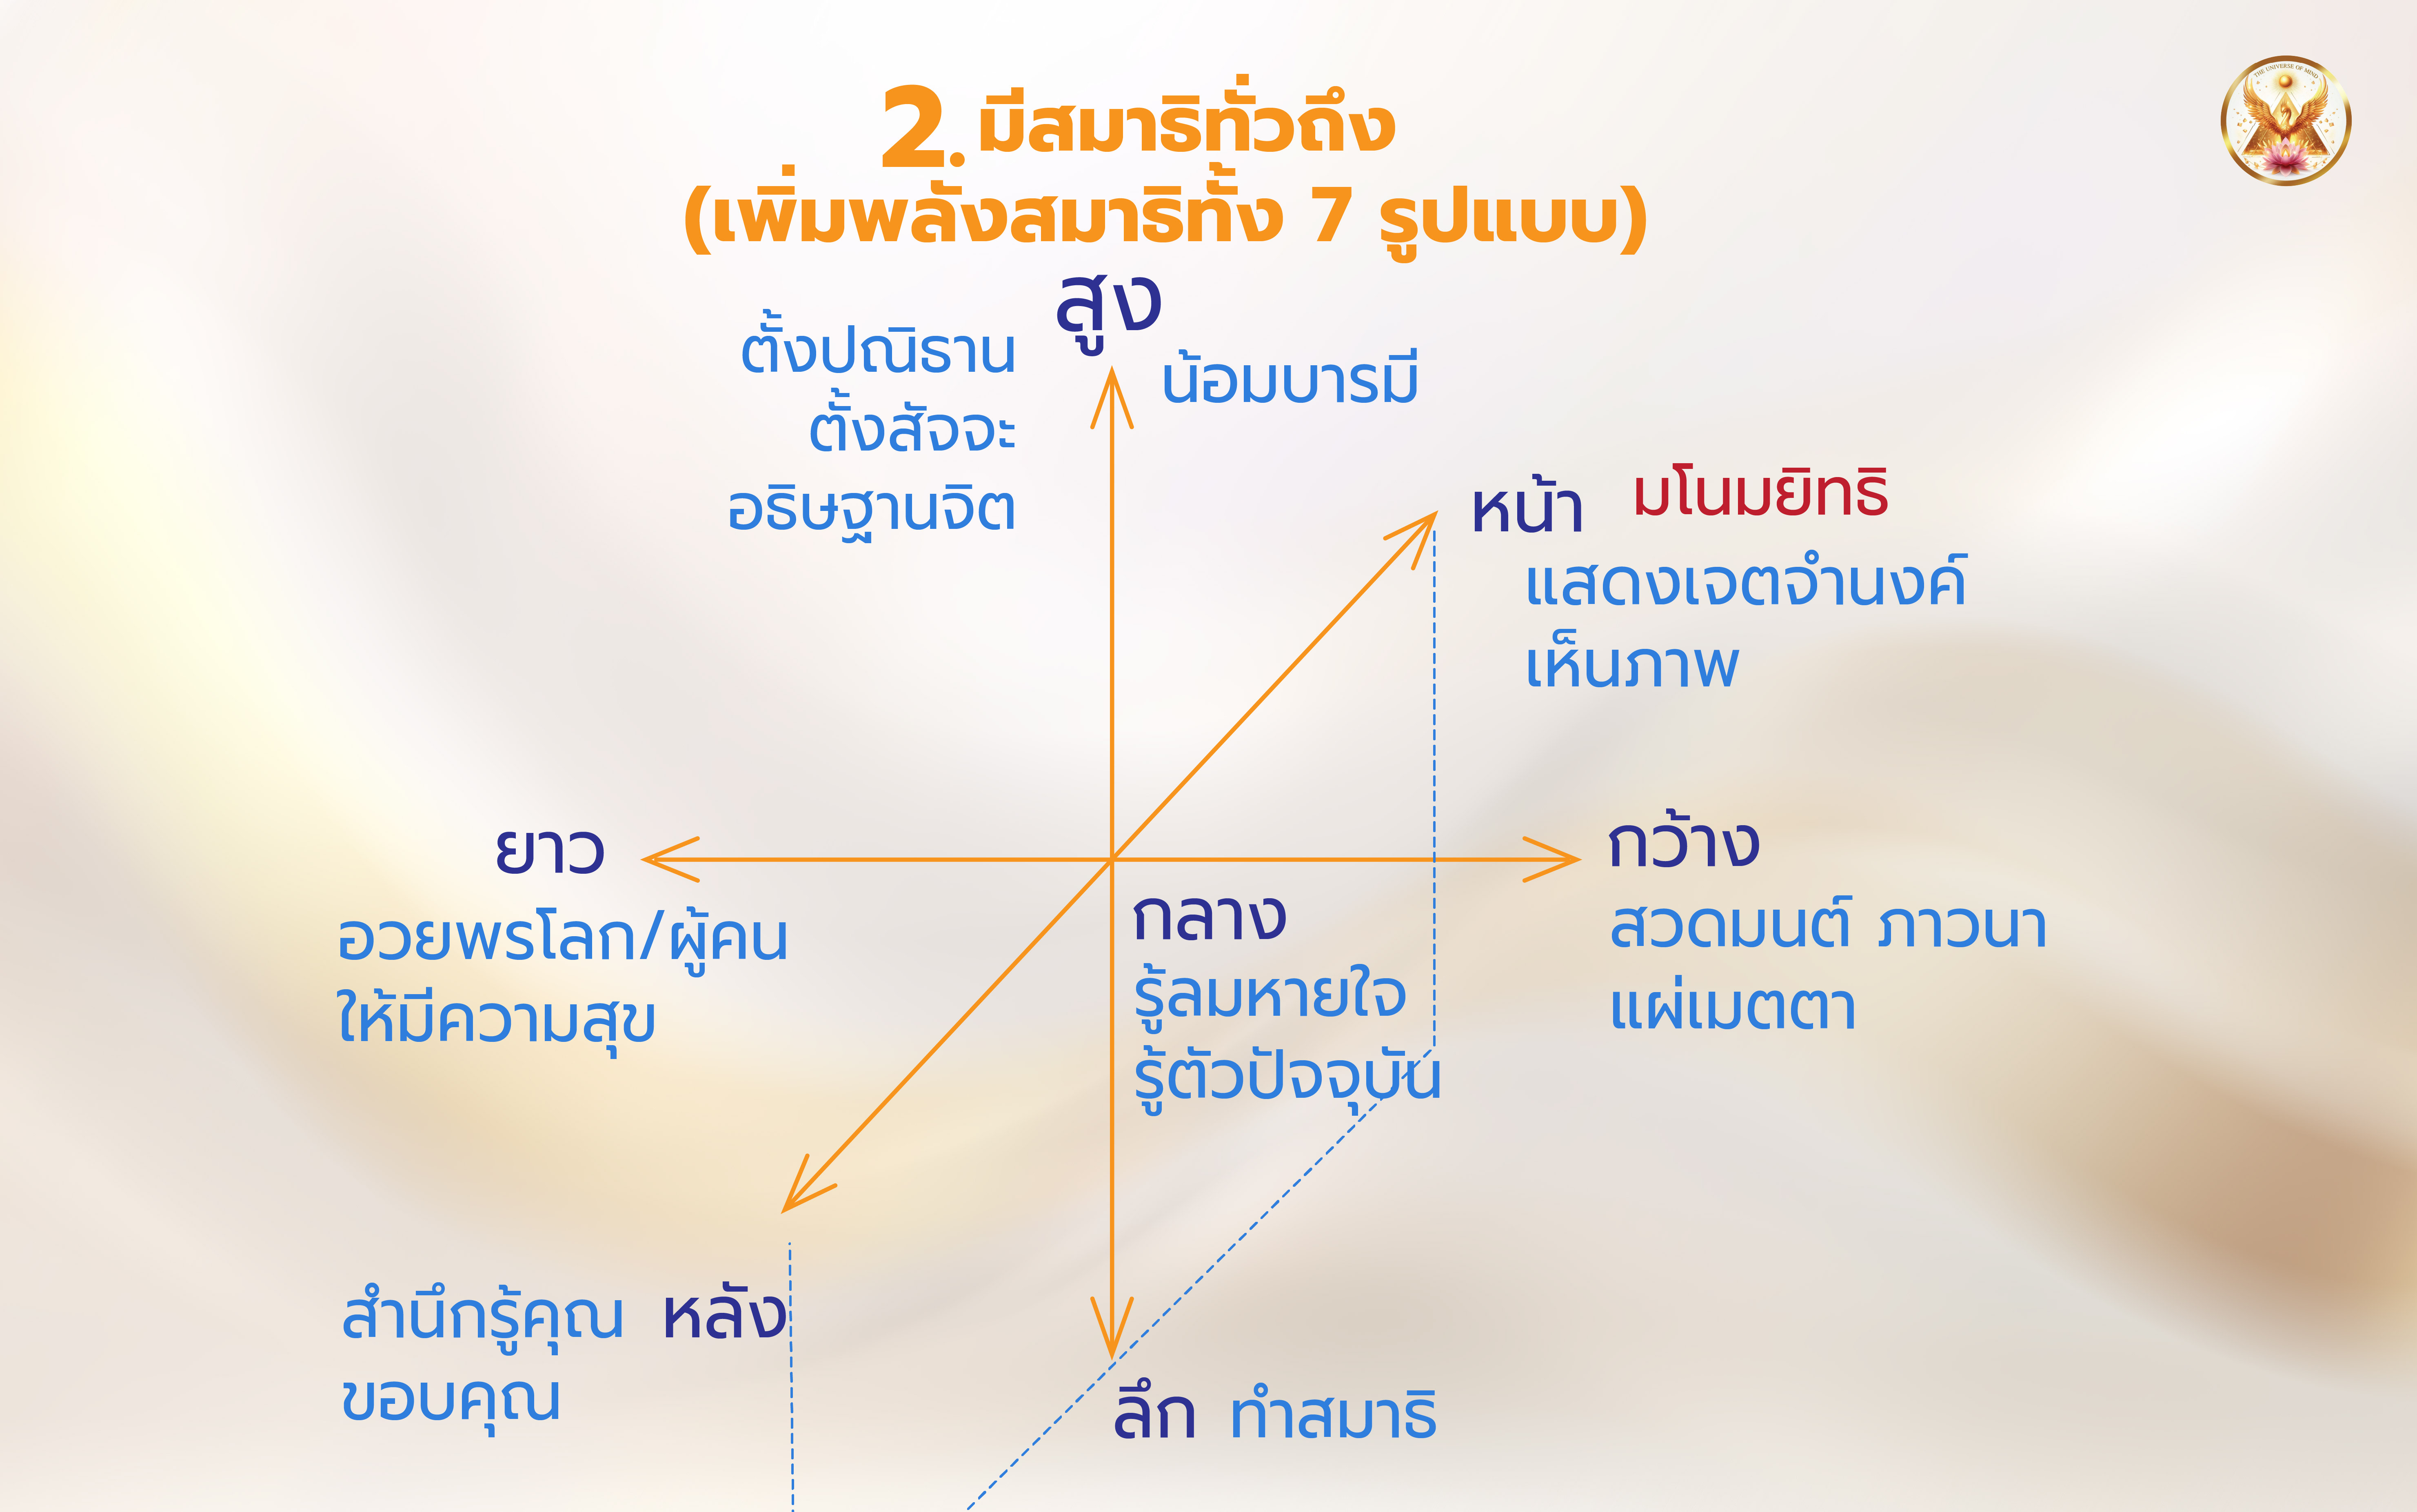 THE UNIVERSE OF MIND
2. มีสมาธิทั่วถึง
(เพิ่มพลังสมาธิทั้ง 7 รูปแบบ)
สูง
ตั้งปณิธาน
ตั้งสัจจะ
อธิษฐานจิต
น้อมบารมี
หน้า มโนมยิทธิ
แสดงเจตจำนงค์
เห็นภาพ
ยาว
อวยพรโลก/ผู้คน
ให้มีความสุข
กว้าง
สวดมนต์ ภาวนา
แผ่เมตตา
กลาง
รู้ลมหายใจ
รู้ตัวปัจจุบัน
สำนึกรู้คุณ หลัง
ขอบคุณ
ลึก ทำสมาธิ